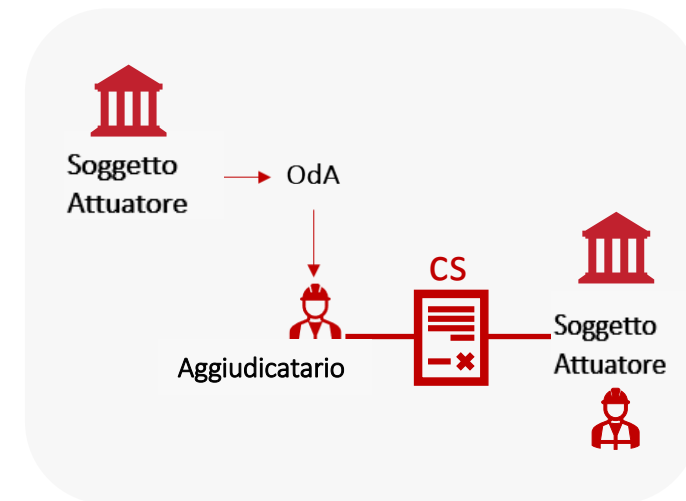 Soggetto
Attuatore
OdA
CS
Aggiudicatario
Soggetto
Attuatore